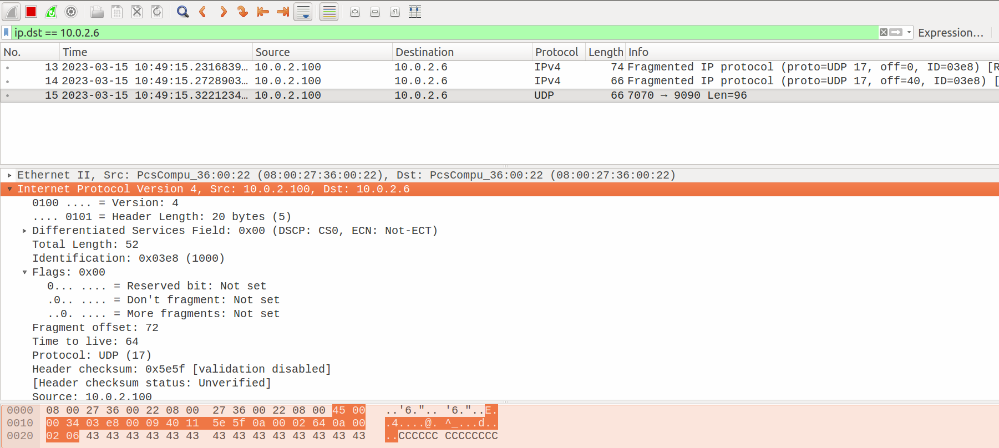 ip.dst == 10.0.2.6 Expression…
No. Time Source Destination Protocol Length Info
13 2023-03-15 10:49:15.2316839… 10.0.2.100 10.0.2.6 IPv4 74 Fragmented IP protocol (proto=UDP 17, off=0, ID=03e8) [R
14 2023-03-15 10:49:15.2728903… 10.0.2.100 10.0.2.6 IPv4 66 Fragmented IP protocol (proto=UDP 17, off=40, ID=03e8) [
15 2023-03-15 10:49:15.3221234… 10.0.2.100 10.0.2.6 UDP 66 7070 → 9090 Len=96
Ethernet II, Src: PcsCompu_36:00:22 (08:00:27:36:00:22), Dst: PcsCompu_36:00:22 (08:00:27:36:00:22)
Internet Protocol Version 4, Src: 10.0.2.100, Dst: 10.0.2.6
0100 .... = Version: 4
.... 0101 = Header Length: 20 bytes (5)
Differentiated Services Field: 0x00 (DSCP: CS0, ECN: Not-ECT)
Total Length: 52
Identification: 0x03e8 (1000)
Flags: 0x00
0... .... = Reserved bit: Not set
.0.. .... = Don't fragment: Not set
..0. .... = More fragments: Not set
Fragment offset: 72
Time to live: 64
Protocol: UDP (17)
Header checksum: 0x5e5f [validation disabled]
[Header checksum status: Unverified]
Source: 10.0.2.100
0000 08 00 27 36 00 22 08 00 27 36 00 22 08 00 45 00 ..'6.".. '6."..E.
0010 00 34 03 e8 00 09 40 11 5e 5f 0a 00 02 64 0a 00 .4....@. ^_...d..
0020 02 06 43 43 43 43 43 43 43 43 43 43 43 43 43 43 ..CCCCCC CCCCCCCC